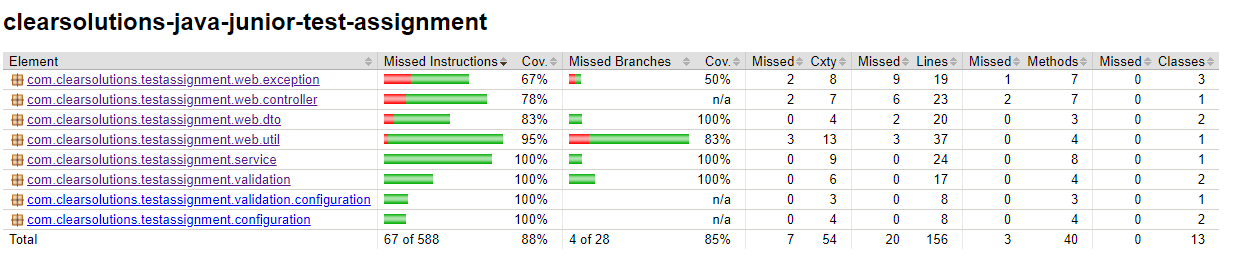 clearsolutions-java-junior-test-assignment
Element Missed Instructions Cov. Missed Branches Cov. Missed Cxty Missed Lines Missed Methods Missed Classes
com.clearsolutions.testassignment.web.exception 67% 50% 2 8 9 19 1 7 0 3
com.clearsolutions.testassignment.web.controller 78% n/a 2 7 6 23 2 7 0 1
com.clearsolutions.testassignment.web.dto 83% 100% 0 4 2 20 0 3 0 2
com.clearsolutions.testassignment.web.util 95% 83% 3 13 3 37 0 4 0 1
com.clearsolutions.testassignment.service 100% 100% 0 9 0 24 0 8 0 1
com.clearsolutions.testassignment.validation 100% 100% 0 6 0 17 0 4 0 2
com.clearsolutions.testassignment.validation.configuration 100% n/a 0 3 0 8 0 3 0 1
com.clearsolutions.testassignment.configuration 100% n/a 0 4 0 8 0 4 0 2
Total 67 of 588 88% 4 of 28 85% 7 54 20 156 3 40 0 13